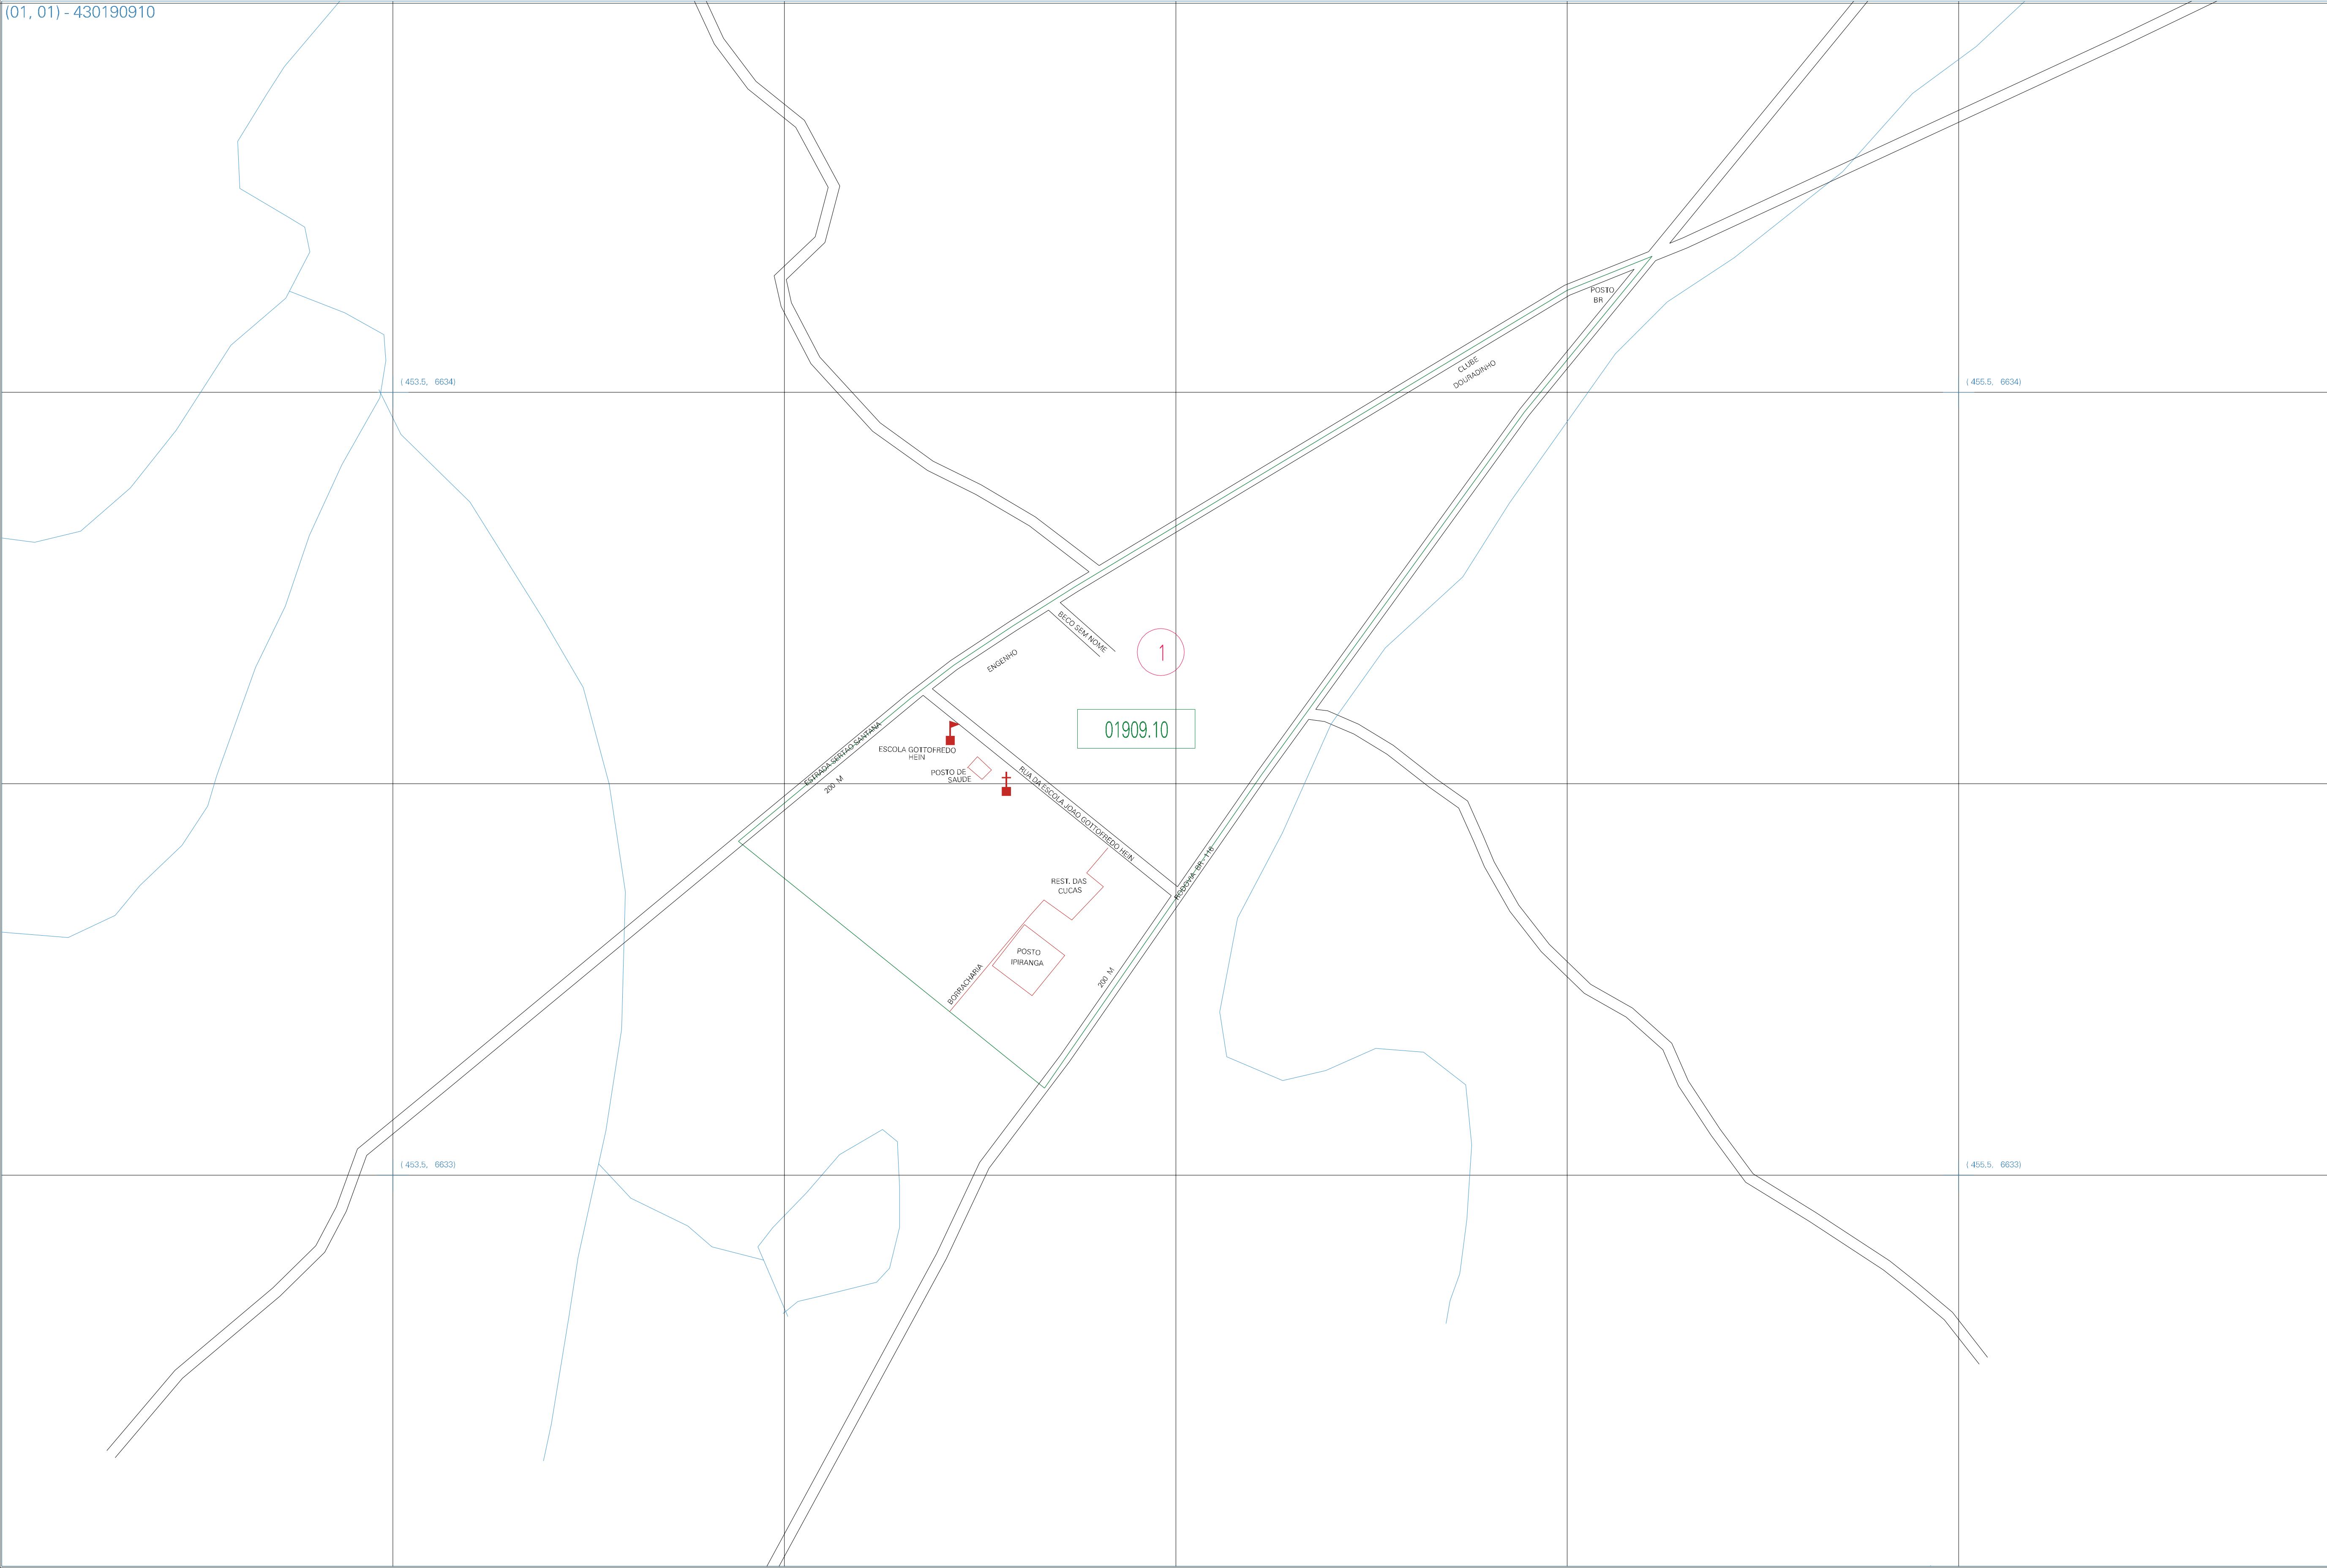 (01, 01) - 430190910
POSTO
BR
CLUBE
DOURADINHO
(453.5, 6634)
(455.5, 6634)
BECO SEM NOME
ENGENHO
1
01909.10
ESTRADA SERTAO SANTANA
200 M
ESCOLA GOTTOFREDO
HEIN
POSTO DE
SAUDE
RUA DA ESCOLA JOAO GOTTOFREDO HEIN
RODOVIA BR-116
REST. DAS
CUCAS
POSTO
IPIRANGA
BORRACHARIA
200 M
(453.5, 6633)
(455.5, 6633)